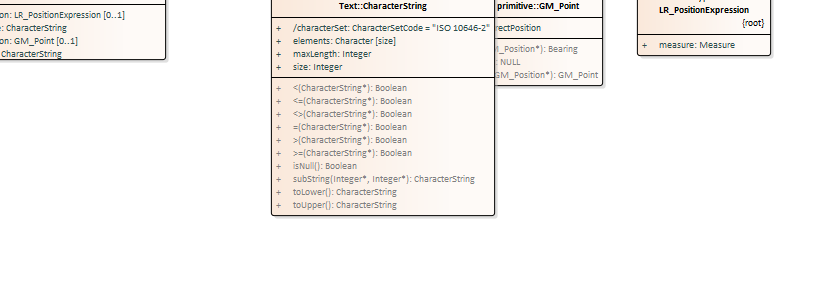 on: LR_PositionExpression [0..1]
: CharacterString
on: GM_Point [0..1]
CharacterString
Text::CharacterString
+ /characterSet: CharacterSetCode = "ISO 10646-2"
+ elements: Character [size]
+ maxLength: Integer
+ size: Integer
+ <(CharacterString*): Boolean
+ <=(CharacterString*): Boolean
+ <>(CharacterString*): Boolean
+ =(CharacterString*): Boolean
+ >(CharacterString*): Boolean
+ >=(CharacterString*): Boolean
+ isNull(): Boolean
+ subString(Integer*, Integer*): CharacterString
+ toLower(): CharacterString
+ toUpper(): CharacterString
primitive::GM_Point
rectPosition
_Position*): Bearing
: NULL
GM_Position*): GM_Point
LR_PositionExpression
{root}
+ measure: Measure